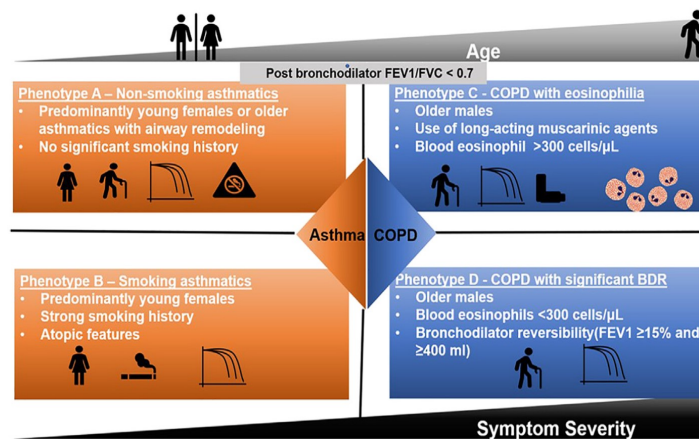 Age
Post bronchodilator FEV1/FVC < 0.7
Phenotype A – Non-smoking asthmatics
• Predominantly young females or older
asthmatics with airway remodeling
• No significant smoking history
Phenotype C - COPD with eosinophilia
• Older males
• Use of long-acting muscarinic agents
• Blood eosinophil >300 cells/µL
Asthma COPD
Phenotype B – Smoking asthmatics
• Predominantly young females
• Strong smoking history
• Atopic features
Phenotype D - COPD with significant BDR
• Older males
• Blood eosinophils <300 cells/µL
• Bronchodilator reversibility(FEV1 ≥15% and
≥400 ml)
Symptom Severity